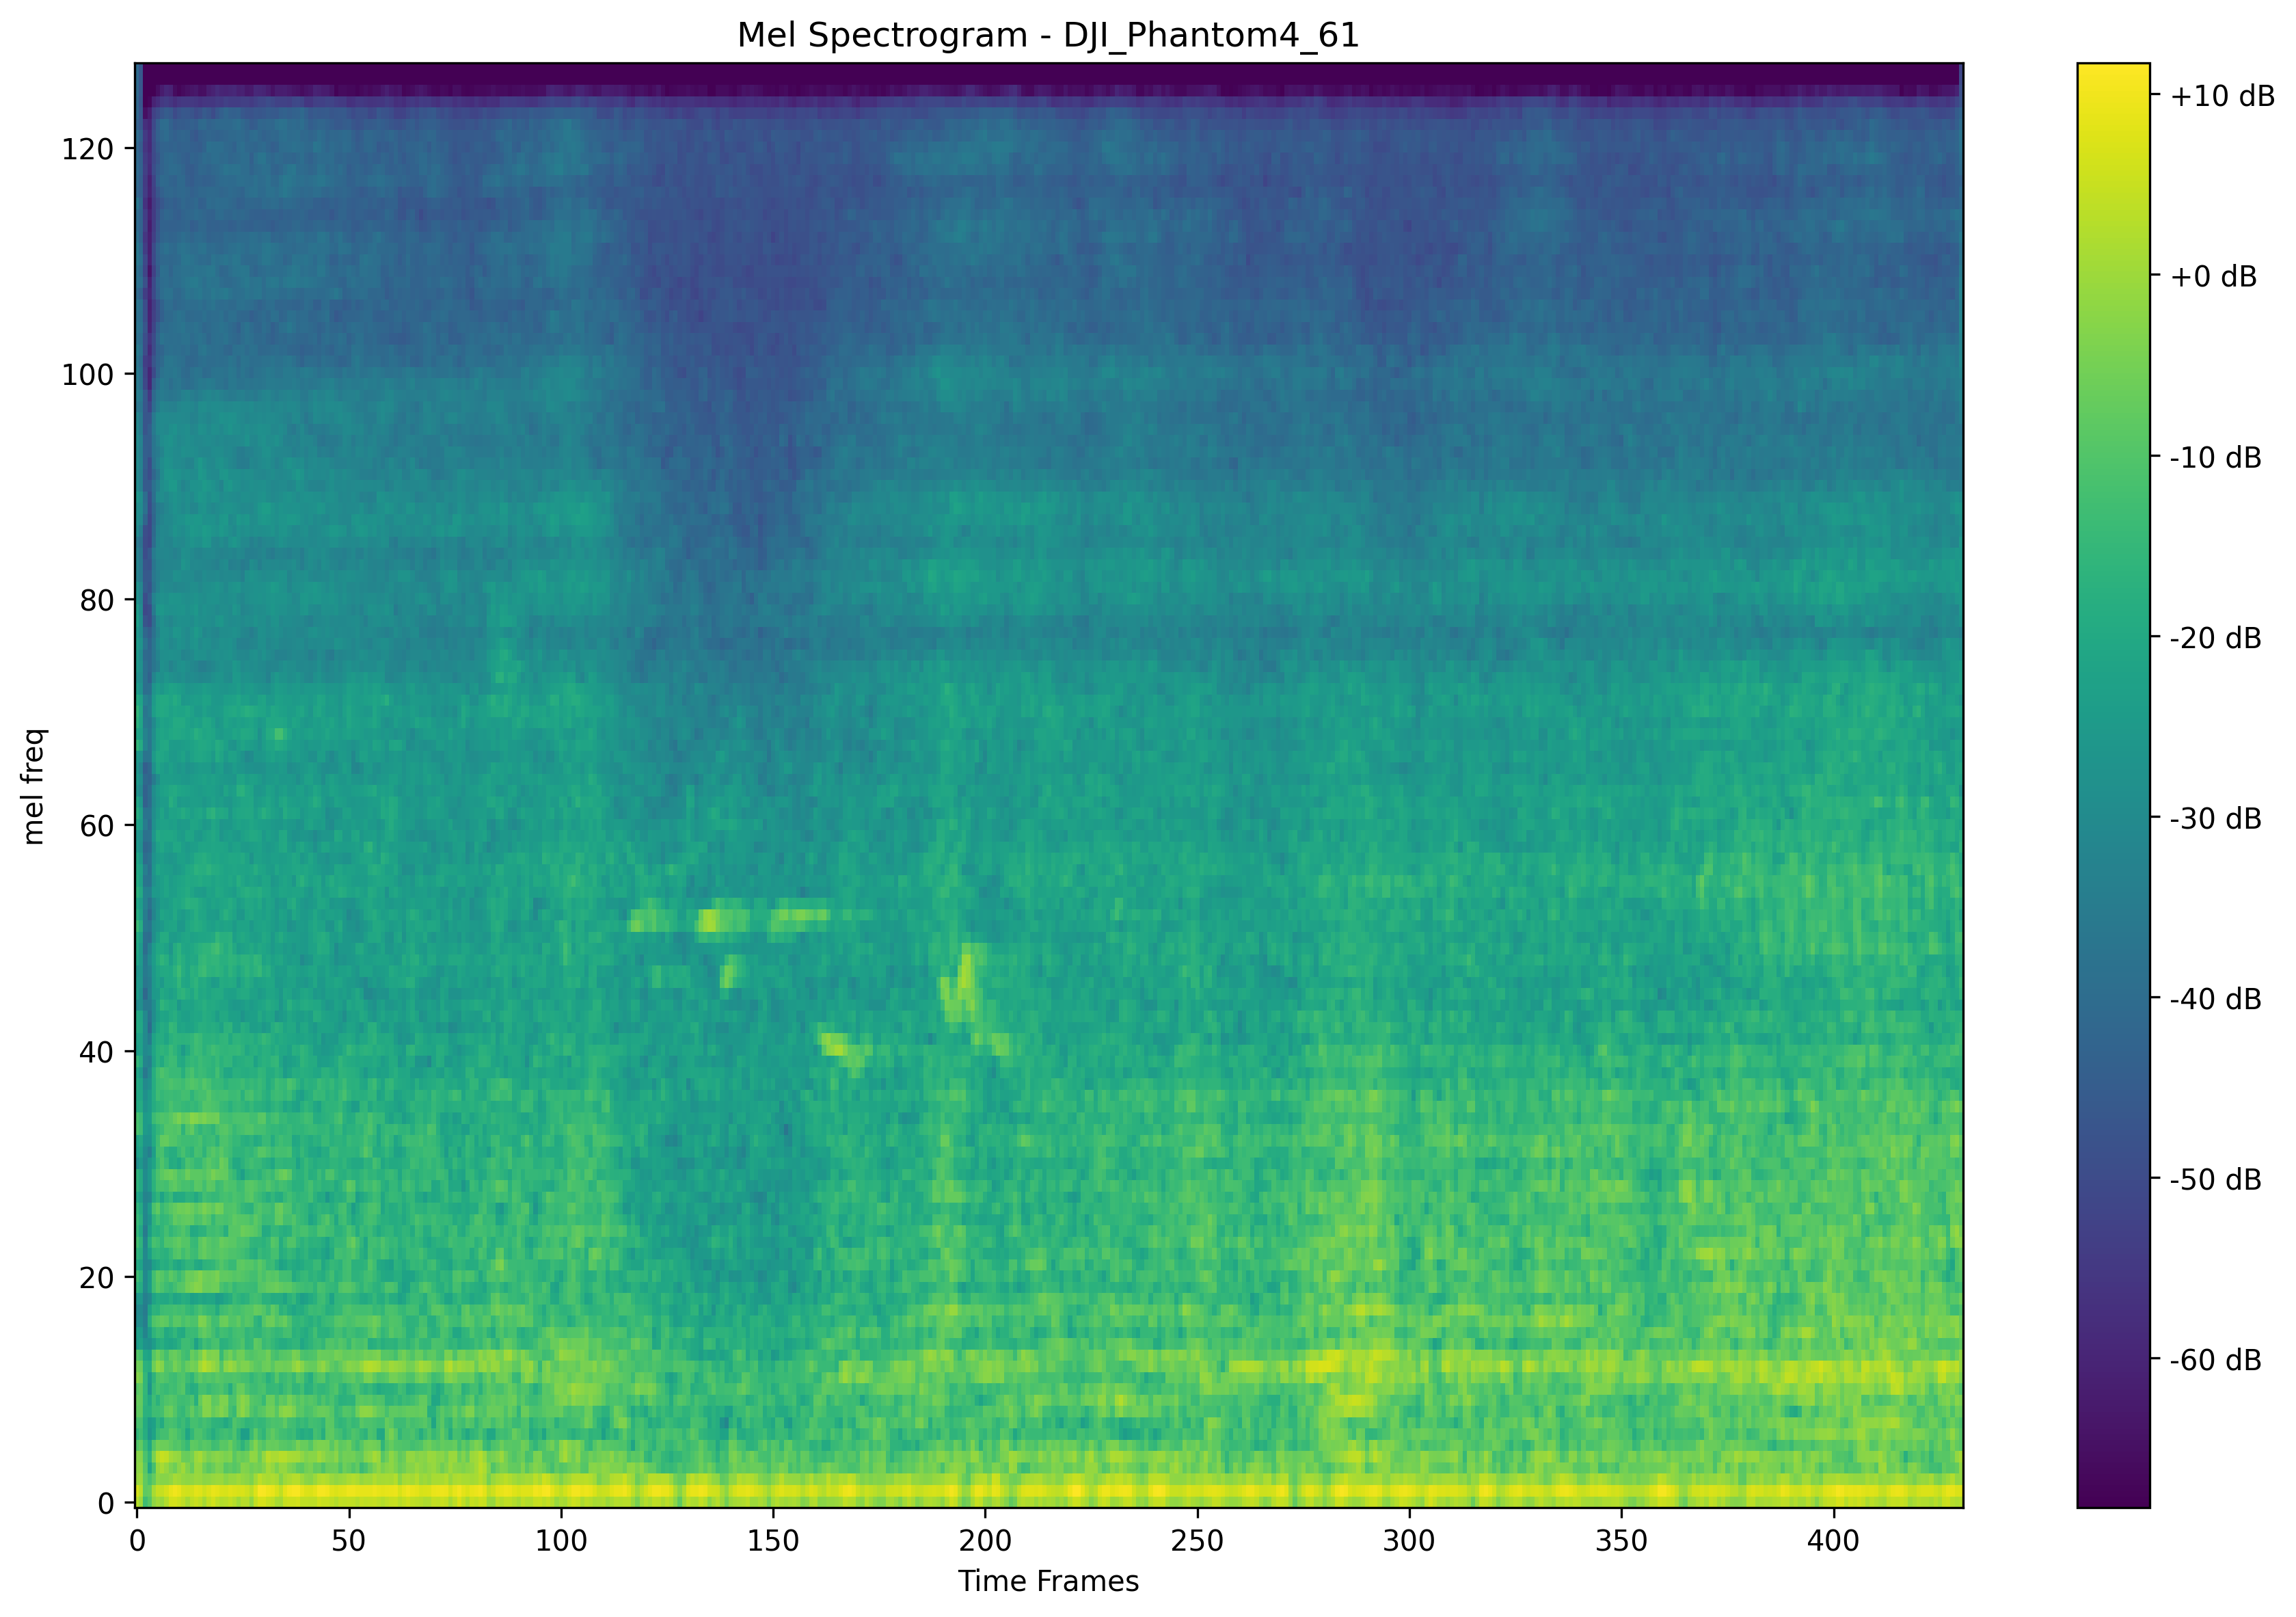 Mel Spectrogram - DJI_Phantom4_61
mel freq
120
100
80
60
40
20
0
0 50 100 150 200 250 300 350 400
Time Frames
+10 dB
+0 dB
-10 dB
-20 dB
-30 dB
-40 dB
-50 dB
-60 dB